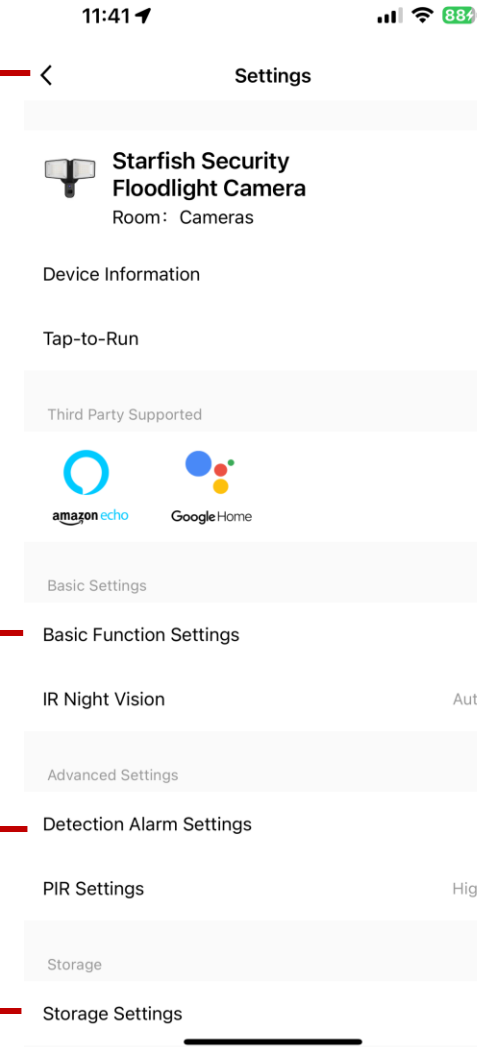 11:41
88
Settings
Starfish Security
Floodlight Camera
Room: Cameras
Device Information
Tap-to-Run
Third Party Supported
amazon echo
Google Home
Basic Settings
Basic Function Settings
IR Night Vision
Aut
Advanced Settings
Detection Alarm Settings
PIR Settings
Hig
Storage
Storage Settings